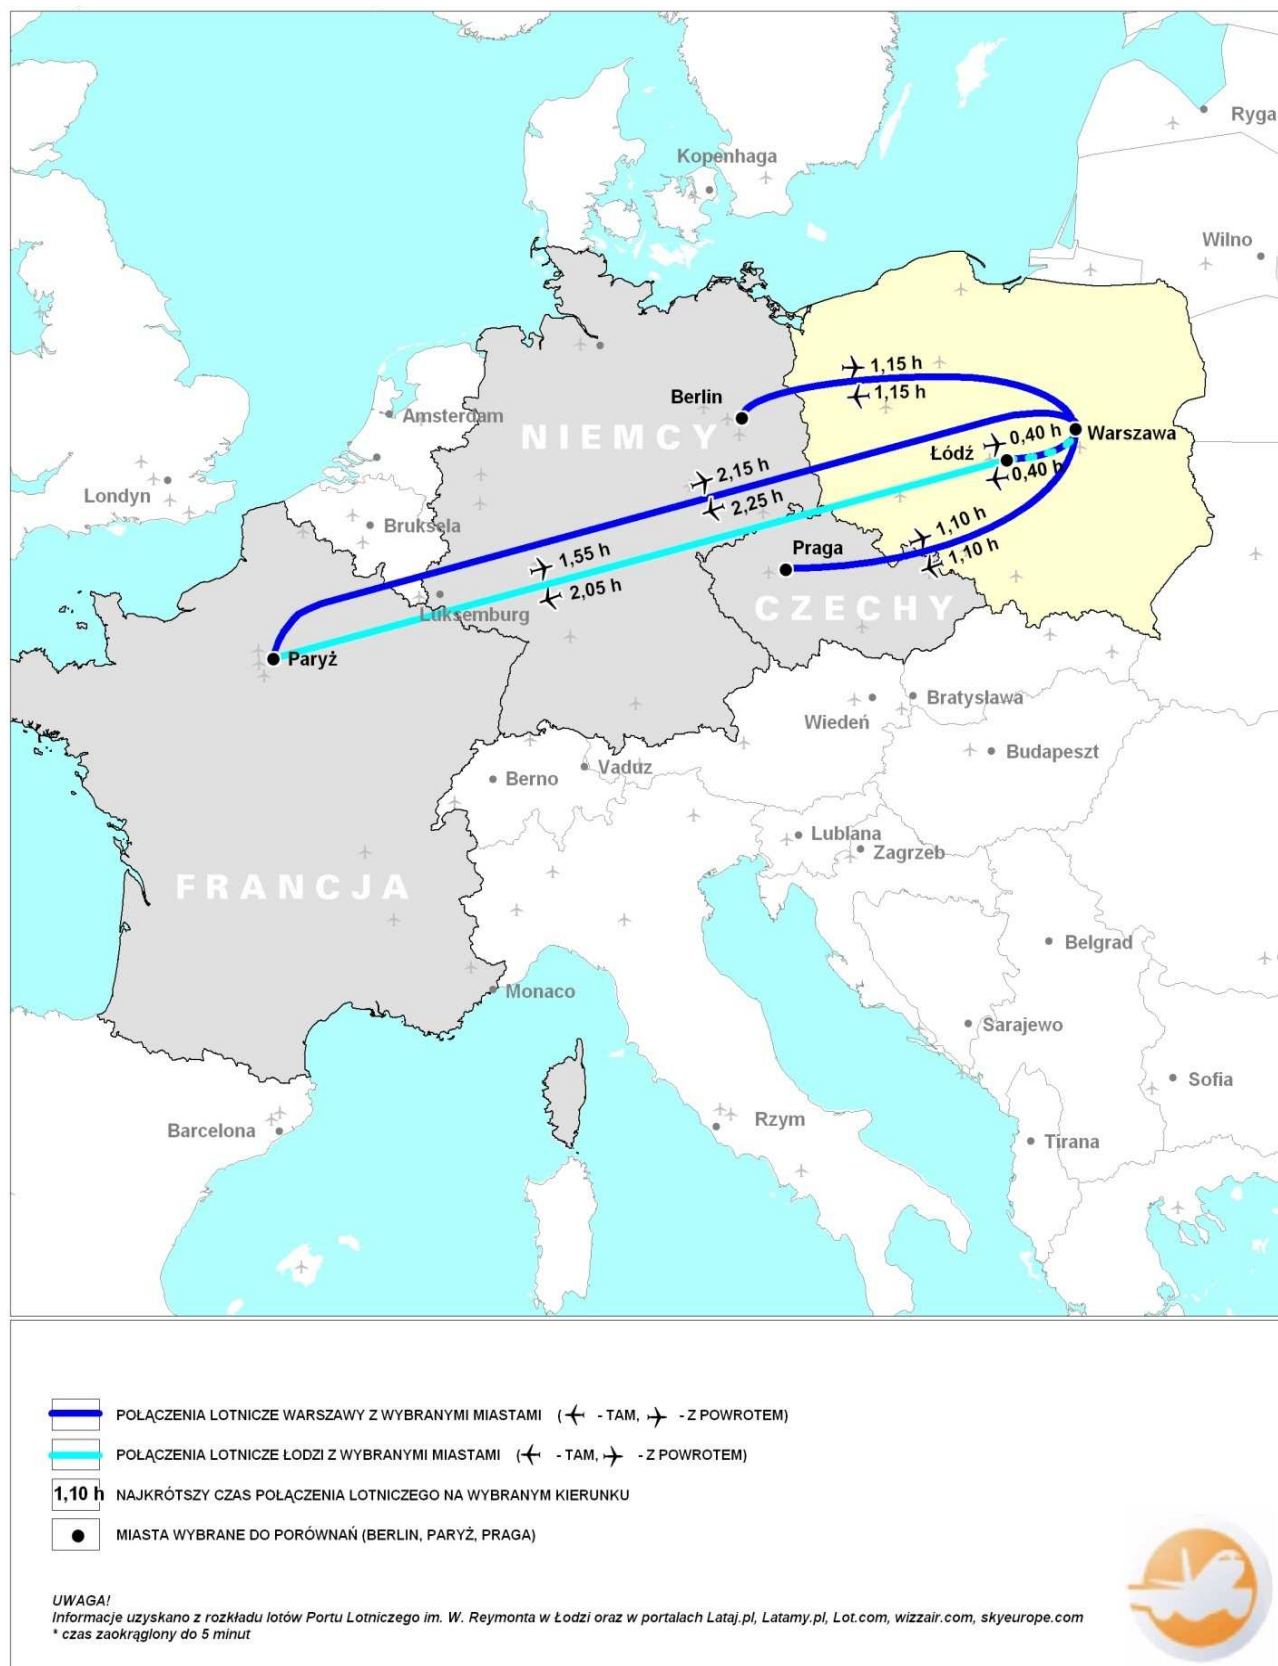 Ryga
Kopenhaga
Wilno
1,15 h
1,15 h
Berlin
Amsterdam
NIEMCY
Warszawa
0,40 h
Łódź
0,40 h
2,15 h
2,25 h
Londyn
Bruksela
1,10 h
1,10 h
Praga
1,55 h
2,05 h
CZECHY
Luksemburg
Paryż
Bratysława
Wiedeń
Budapeszt
Vaduz
Berno
Lublana
Zagrzeb
FRANCJA
Belgrad
Monaco
Sarajewo
Sofia
Barcelona
Rzym
Tirana
POŁĄCZENIA LOTNICZE WARSZAWY Z WYBRANYMI MIASTAMI ( - TAM, - Z POWROTEM)
POŁĄCZENIA LOTNICZE ŁODZI Z WYBRANYMI MIASTAMI ( - TAM, - Z POWROTEM)
1,10 h NAJKRÓTSZY CZAS POŁĄCZENIA LOTNICZEGO NA WYBRANYM KIERUNKU
MIASTA WYBRANE DO PORÓWNAŃ (BERLIN, PARYŻ, PRAGA)
UWAGA!
Informacje uzyskano z rozkładu lotów Portu Lotniczego im. W. Reymonta w Łodzi oraz w portalach Lataj.pl, Latamy.pl, Lot.com, wizzair.com, skyeurope.com
* czas zaokrąglony do 5 minut